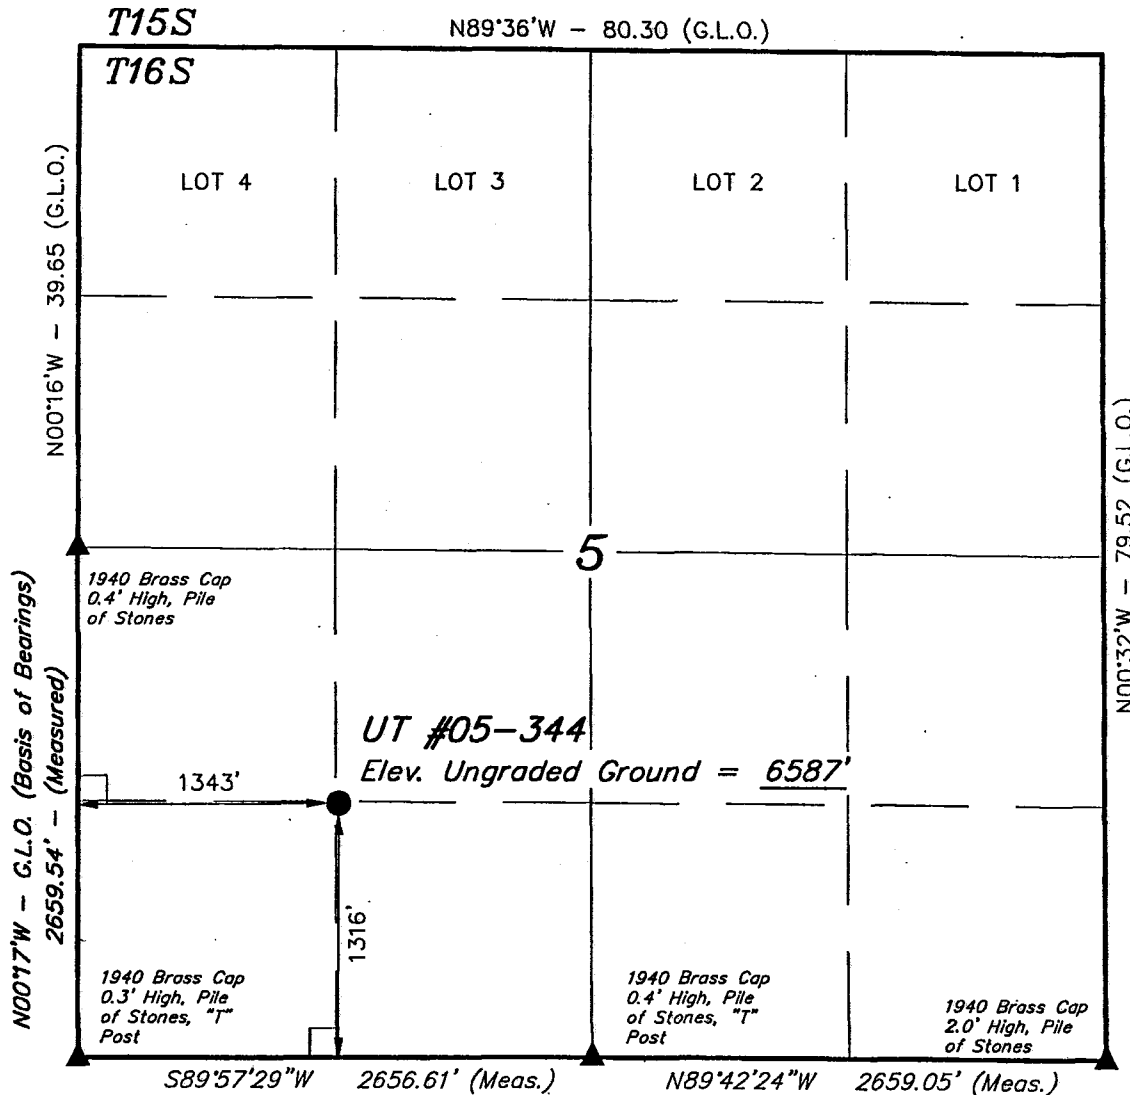 T15S
N89°36'W - 80.30 (G.L.O.)
T16S
LOT 4
LOT 3
LOT 2
LOT 1
N00°16'W - 39.65 (G.L.O.)
N00°32'W - 79.52 (G.L.O.)
5
1940 Brass Cap
0.4' High, Pile
of Stones
N00°17'W - G.L.O. (Basis of Bearings)
2659.54' - (Measured)
UT #05-344
Elev. Ungraded Ground = 6587'
1343'
1316'
1940 Brass Cap
0.3' High, Pile
of Stones, "T"
Post
1940 Brass Cap
0.4' High, Pile
of Stones, "T"
Post
1940 Brass Cap
2.0' High, Pile
of Stones
S89°57'29"W 2656.61' (Meas.)
N89°42'24"W 2659.05' (Meas.)